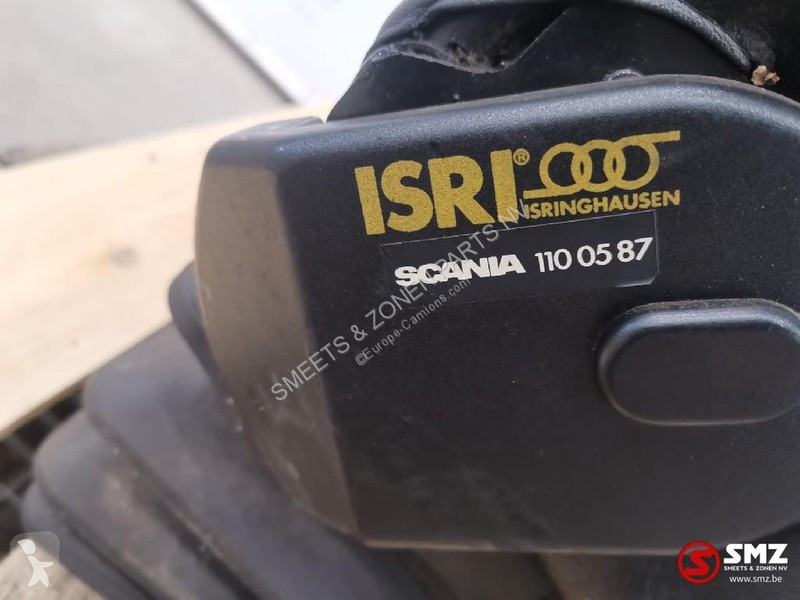 ISRI®
ISRINGHAUSEN
SCANIA 110 05 87
SMEETS & ZONEN PARTS NV
©Europe-Camions.com
SMZ
SMEETS & ZONEN NV
www.smz.be